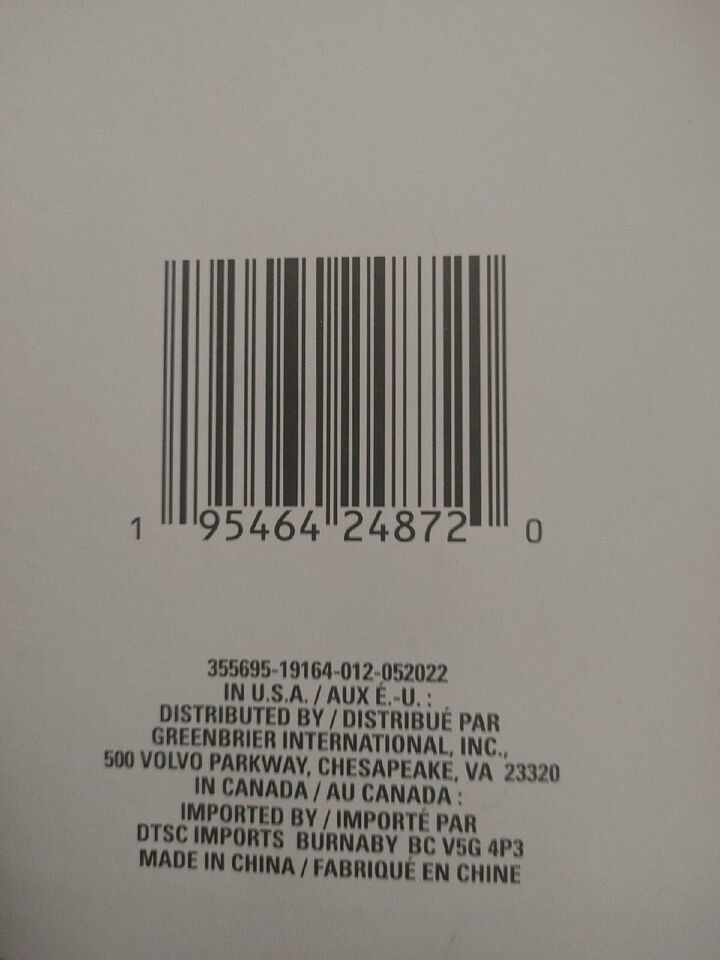 1 95464 24872 0
355695-19164-012-052022
IN U.S.A. / AUX É.-U. :
DISTRIBUTED BY / DISTRIBUÉ PAR
GREENBRIER INTERNATIONAL, INC.,
500 VOLVO PARKWAY, CHESAPEAKE, VA 23320
IN CANADA / AU CANADA :
IMPORTED BY / IMPORTÉ PAR
DTSC IMPORTS BURNABY BC V5G 4P3
MADE IN CHINA / FABRIQUÉ EN CHINE